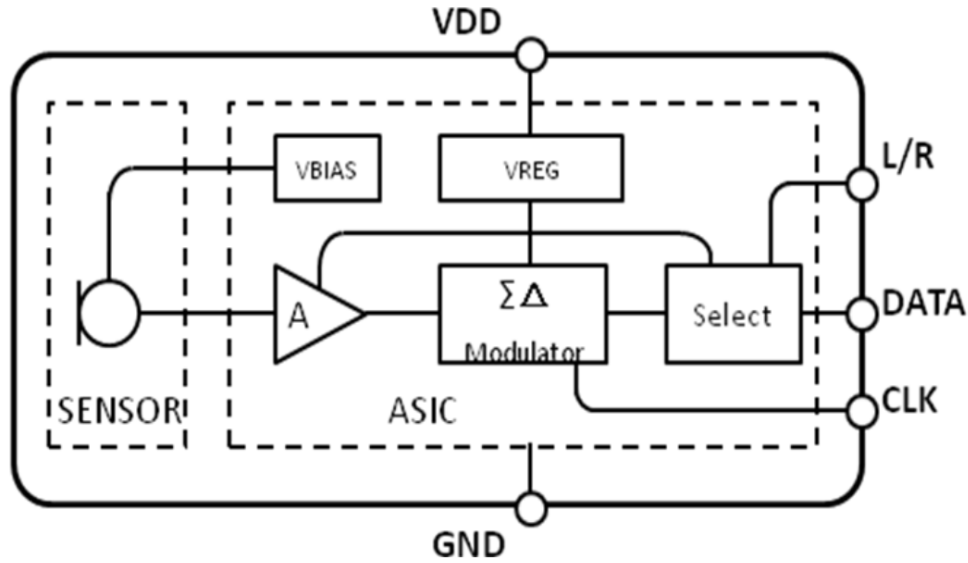 VDD
VBIAS
VREG
L/R
A
ΣΔ
Modulator
Select
DATA
SENSOR
ASIC
CLK
GND